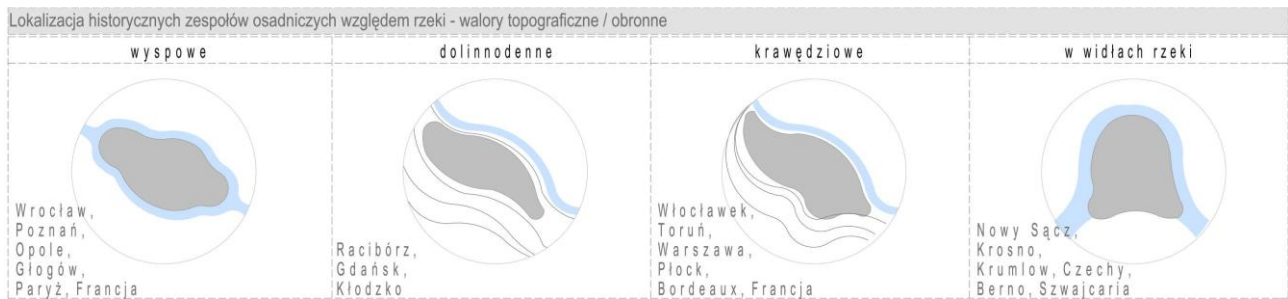 Lokalizacja historycznych zespołów osadniczych względem rzeki - walory topograficzne / obronne
wyspowe
Wrocław,
Poznań,
Opole,
Głogów,
Paryż, Francja
dolinnodenne
Racibórz,
Gdańsk,
Kłodzko
krawędziowe
Włocławek,
Toruń,
Warszawa,
Płock,
Bordeaux, Francja
w widłach rzeki
Nowy Sącz,
Krosno,
Krumlow, Czechy,
Berno, Szwajcaria